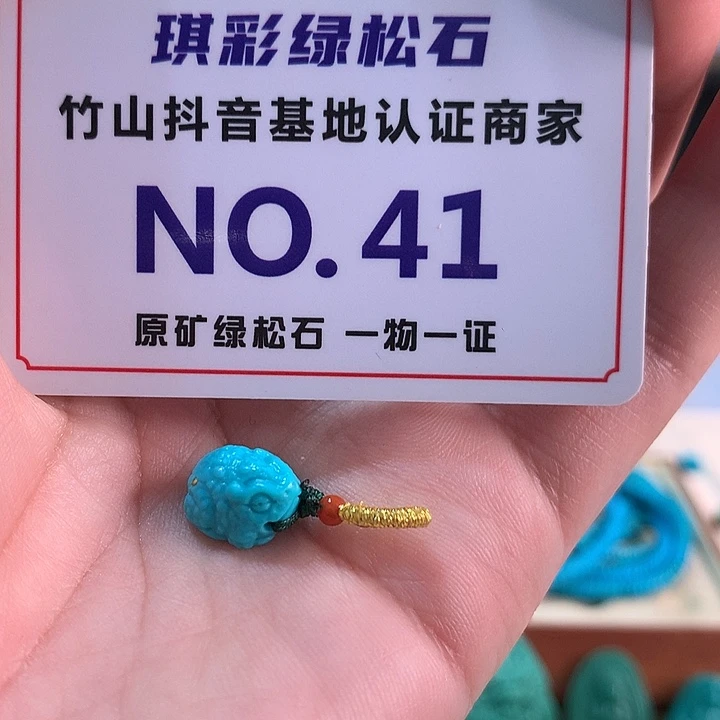 琪彩绿松石
竹山抖音基地认证商家
NO.41
原矿绿松石 一物一证